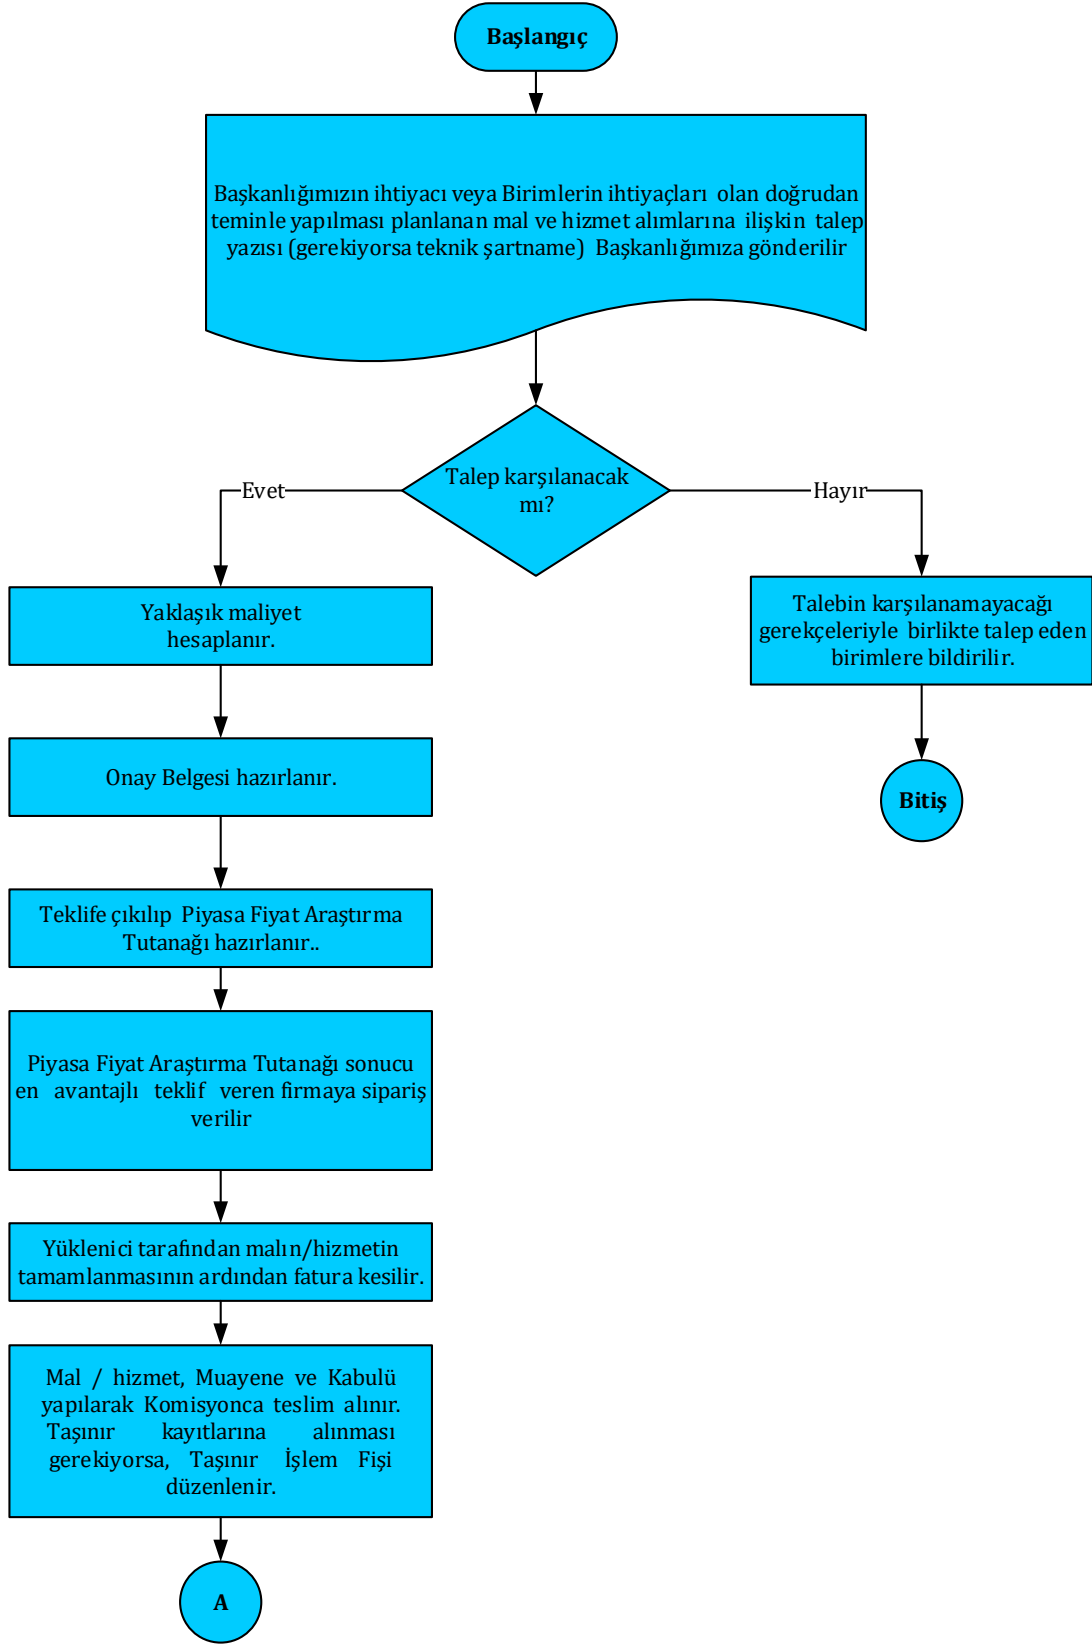 Başlangıç
Başkanlığımızın ihtiyacı veya Birimlerin ihtiyaçları olan doğrudan
teminle yapılması planlanan mal ve hizmet alımlarına ilişkin talep
yazısı (gerekiyorsa teknik şartname) Başkanlığımıza gönderilir
Talep karşılanacak
mı?
Evet
Hayır
Yaklaşık maliyet
hesaplanır.
Talebin karşılanamayacağı
gerekçeleriyle birlikte talep eden
birimlere bildirilir.
Onay Belgesi hazırlanır.
Bitiş
Teklife çıkılıp Piyasa Fiyat Araştırma
Tutanağı hazırlanır..
Piyasa Fiyat Araştırma Tutanağı sonucu
en avantajlı teklif veren firmaya sipariş
verilir
Yüklenici tarafından malın/hizmetin
tamamlanmasının ardından fatura kesilir.
Mal / hizmet, Muayene ve Kabulü
yapılarak Komisyonca teslim alınır.
Taşınır kayıtlarına alınması
gerekiyorsa, Taşınır İşlem Fişi
düzenlenir.
A